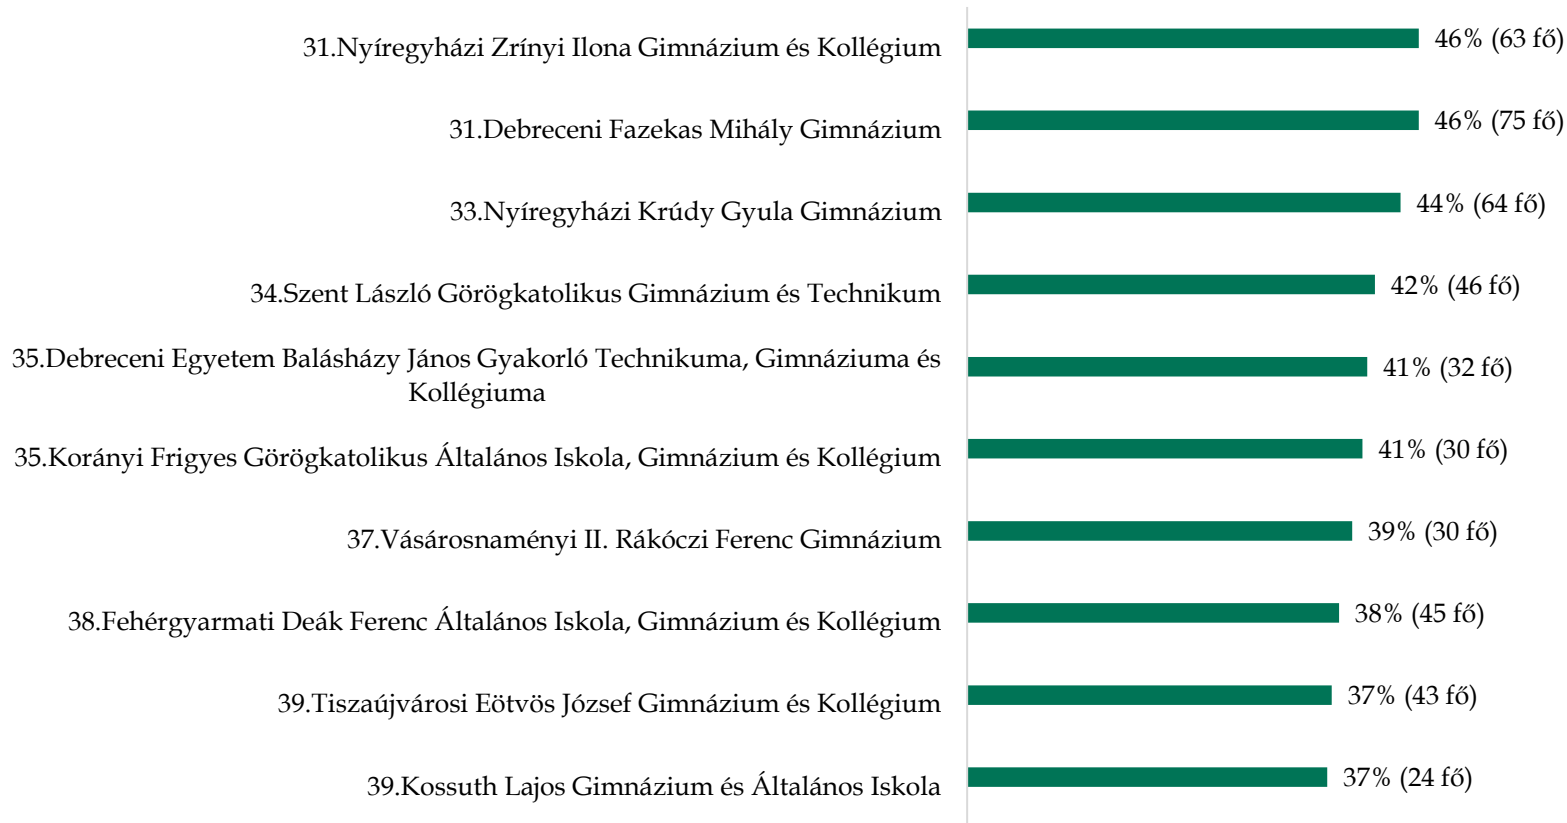 31.Nyíregyházi Zrínyi Ilona Gimnázium és Kollégium
46% (63 fő)
31.Debreceni Fazekas Mihály Gimnázium
46% (75 fő)
33.Nyíregyházi Krúdy Gyula Gimnázium
44% (64 fő)
34.Szent László Görögkatolikus Gimnázium és Technikum
42% (46 fő)
35.Debreceni Egyetem Balásházy János Gyakorló Technikuma, Gimnáziuma és
Kollégiuma
41% (32 fő)
35.Korányi Frigyes Görögkatolikus Általános Iskola, Gimnázium és Kollégium
41% (30 fő)
37.Vásárosnaményi II. Rákóczi Ferenc Gimnázium
39% (30 fő)
38.Fehérgyarmati Deák Ferenc Általános Iskola, Gimnázium és Kollégium
38% (45 fő)
39.Tiszaújvárosi Eötvös József Gimnázium és Kollégium
37% (43 fő)
39.Kossuth Lajos Gimnázium és Általános Iskola
37% (24 fő)